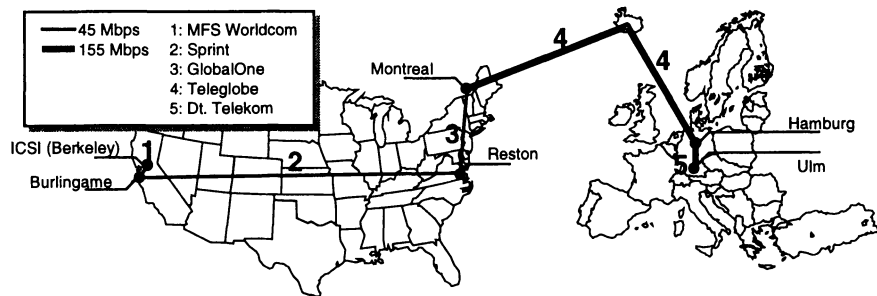 45 Mbps
155 Mbps
1: MFS Worldcom
2: Sprint
3: GlobalOne
4: Teleglobe
5: Dt. Telekom
Montreal
4
4
3
Hamburg
ICSI (Berkeley)
1
2
Reston
5
Ulm
Burlingame